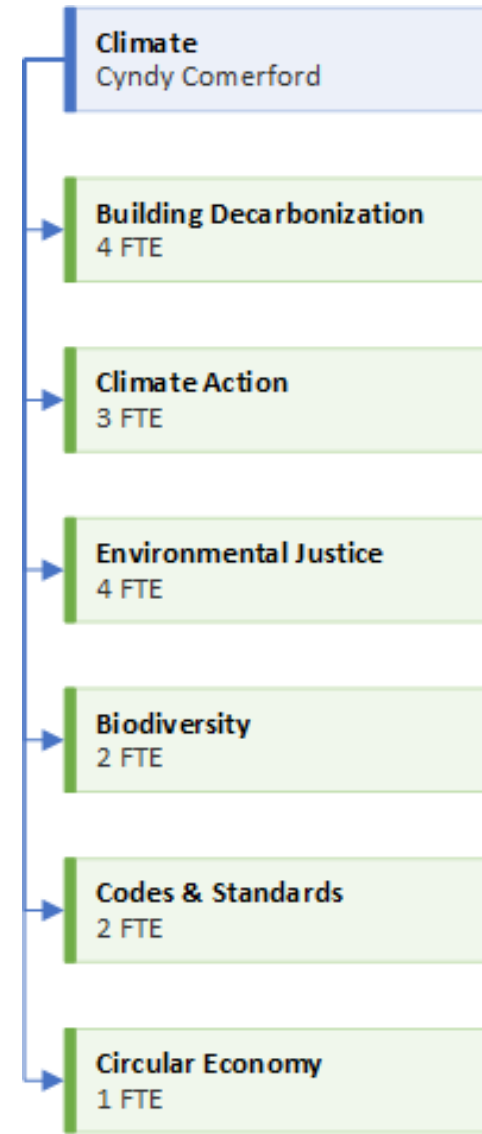 Climate
Cyndy Comerford
Building Decarbonization
4 FTE
Climate Action
3 FTE
Environmental Justice
4 FTE
Biodiversity
2 FTE
Codes & Standards
2 FTE
Circular Economy
1 FTE